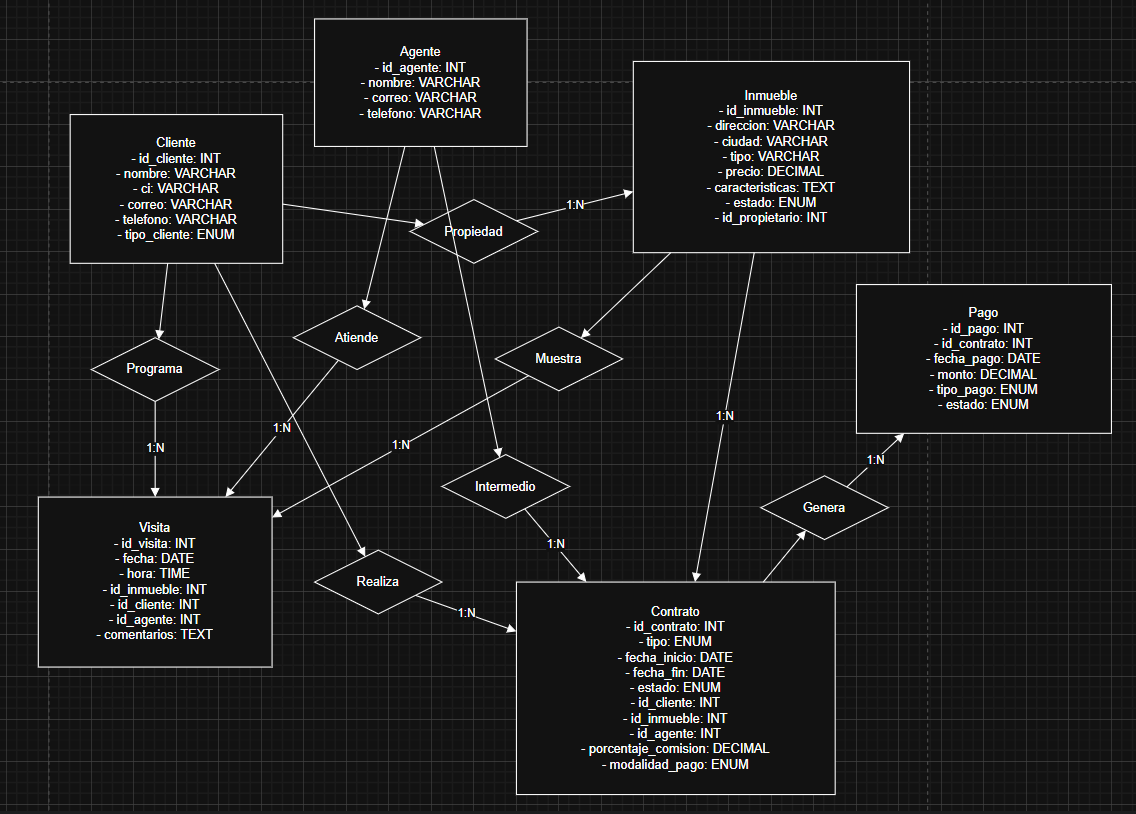 Agente
- id_agente: INT
- nombre: VARCHAR
- correo: VARCHAR
- telefono: VARCHAR
Inmueble
- id_inmueble: INT
- direccion: VARCHAR
- ciudad: VARCHAR
- tipo: VARCHAR
- precio: DECIMAL
- caracteristicas: TEXT
- estado: ENUM
- id_propietario: INT
Cliente
- id_cliente: INT
- nombre: VARCHAR
- ci: VARCHAR
- correo: VARCHAR
- telefono: VARCHAR
- tipo_cliente: ENUM
1:N
Propiedad
Pago
- id_pago: INT
- id_contrato: INT
- fecha_pago: DATE
- monto: DECIMAL
- tipo_pago: ENUM
- estado: ENUM
Atiende
Muestra
Programa
1:N
1:N
1:N
1:N
1:N
Intermedio
Genera
Visita
- id_visita: INT
- fecha: DATE
- hora: TIME
- id_inmueble: INT
- id_cliente: INT
- id_agente: INT
- comentarios: TEXT
1:N
Realiza
1:N
Contrato
- id_contrato: INT
- tipo: ENUM
- fecha_inicio: DATE
- fecha_fin: DATE
- estado: ENUM
- id_cliente: INT
- id_inmueble: INT
- id_agente: INT
- porcentaje_comision: DECIMAL
- modalidad_pago: ENUM